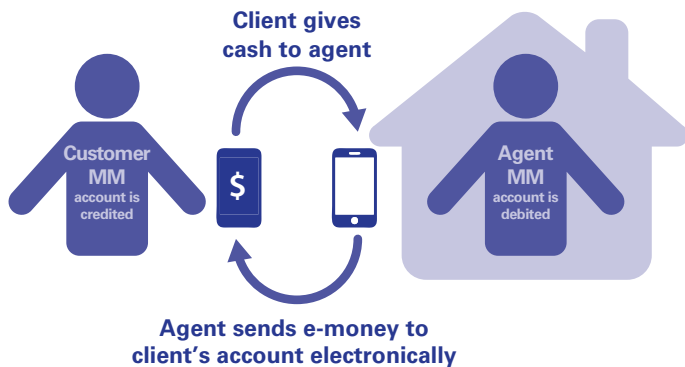 Client gives
cash to agent
Customer
MM
account is
credited
$
Agent
MM
account is
debited
Agent sends e-money to
client's account electronically